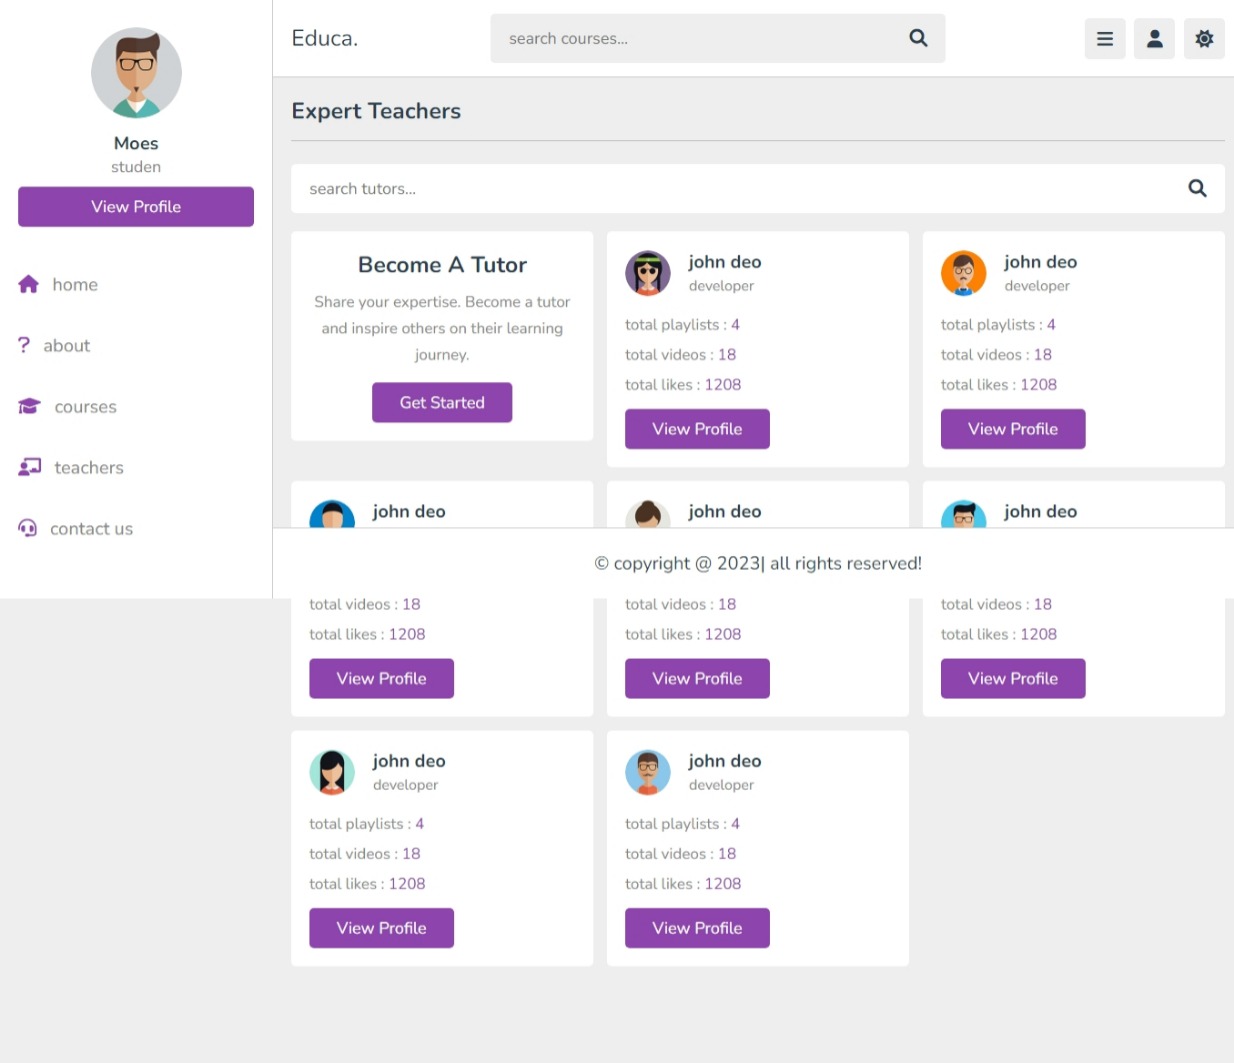 Moes
studen
View Profile
home
? about
courses
teachers
contact us
Educa.
search courses...
Expert Teachers
search tutors...
Become A Tutor
Share your expertise. Become a tutor
and inspire others on their learning
journey.
Get Started
john deo
developer
total playlists : 4
total videos : 18
total likes : 1208
View Profile
john deo
developer
total playlists : 4
total videos : 18
total likes : 1208
View Profile
john deo
john deo
john deo
© copyright @ 2023| all rights reserved!
total videos : 18
total likes : 1208
View Profile
total videos : 18
total likes : 1208
View Profile
total videos : 18
total likes : 1208
View Profile
john deo
developer
total playlists : 4
total videos : 18
total likes : 1208
View Profile
john deo
developer
total playlists : 4
total videos : 18
total likes : 1208
View Profile